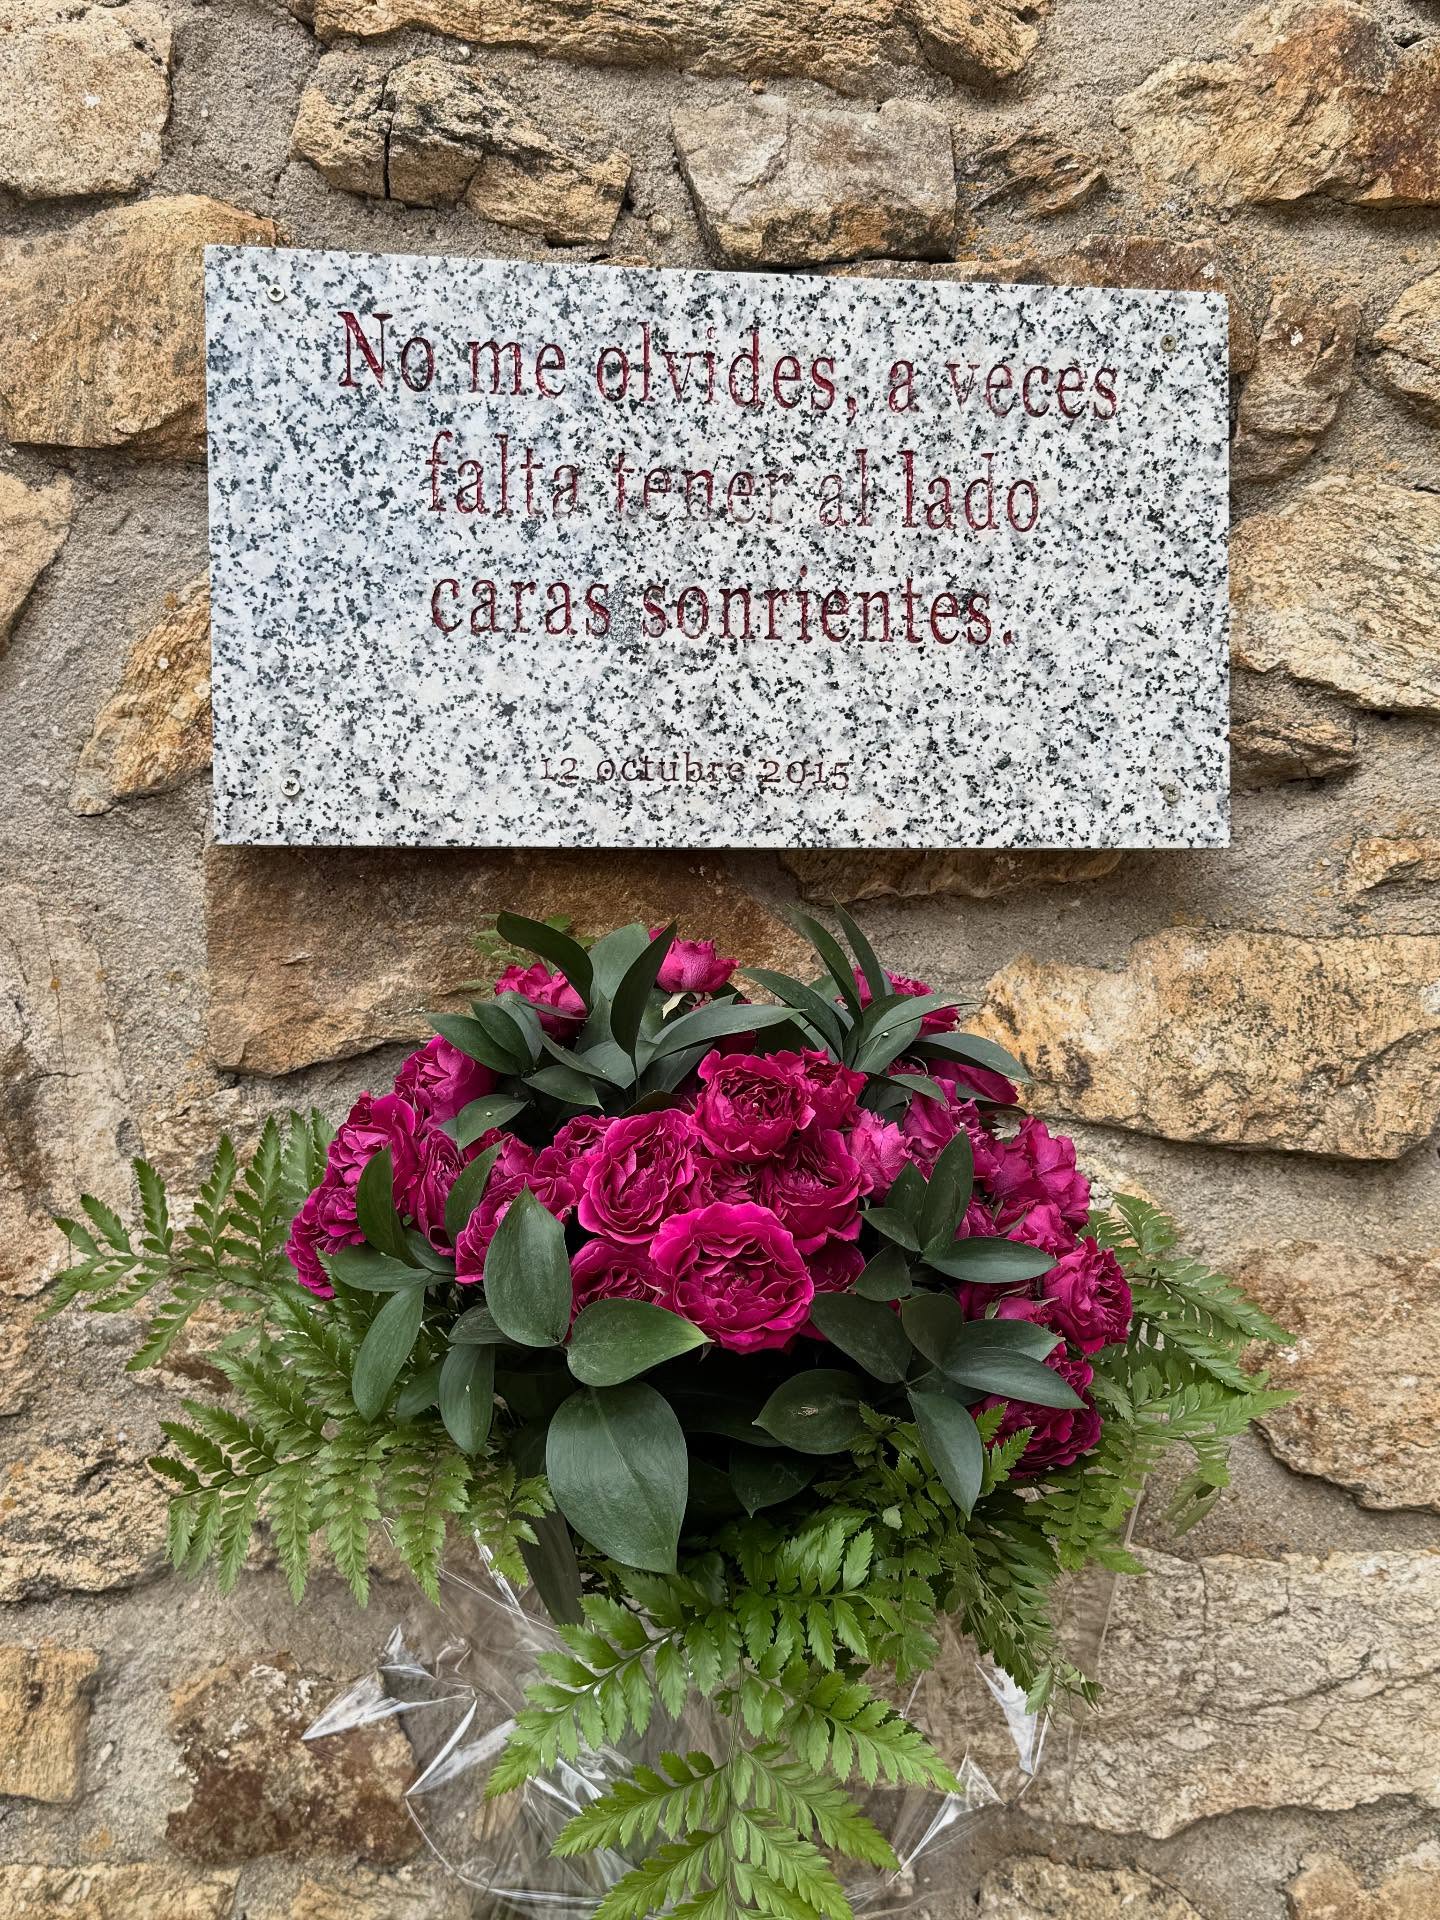 No me olvides, a veces
falta tener al lado
caras sonrientes.
12 octubre 2015